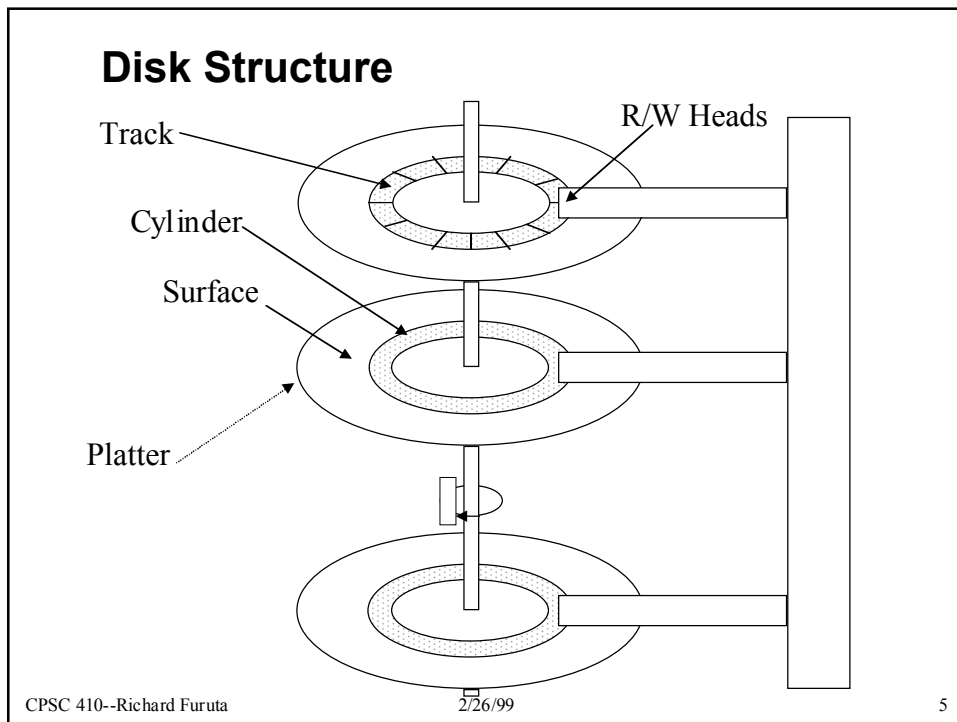 Disk Structure
R/W Heads
Track
Cylinder
Surface
Platter
CPSC 410--Richard Furuta
2/26/99
5